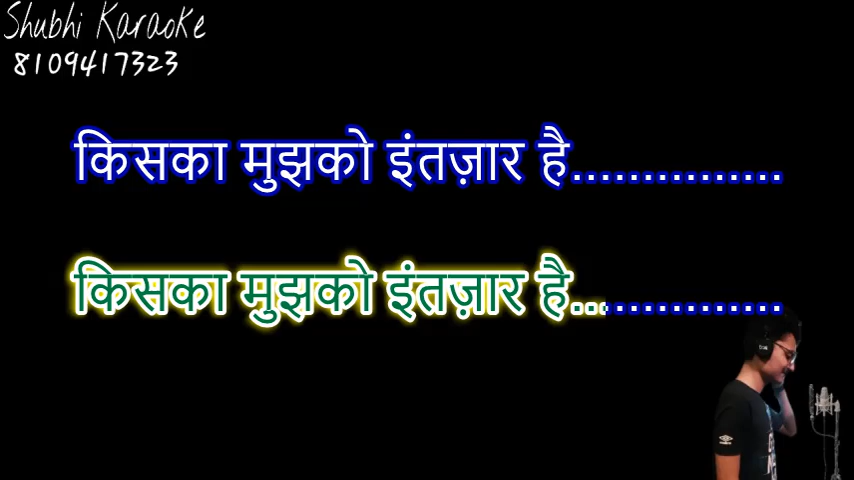 Shubhi Karaoke
8109417323
किसका मुझको इंतज़ार है...............
किसका मुझको इंतज़ार है...............